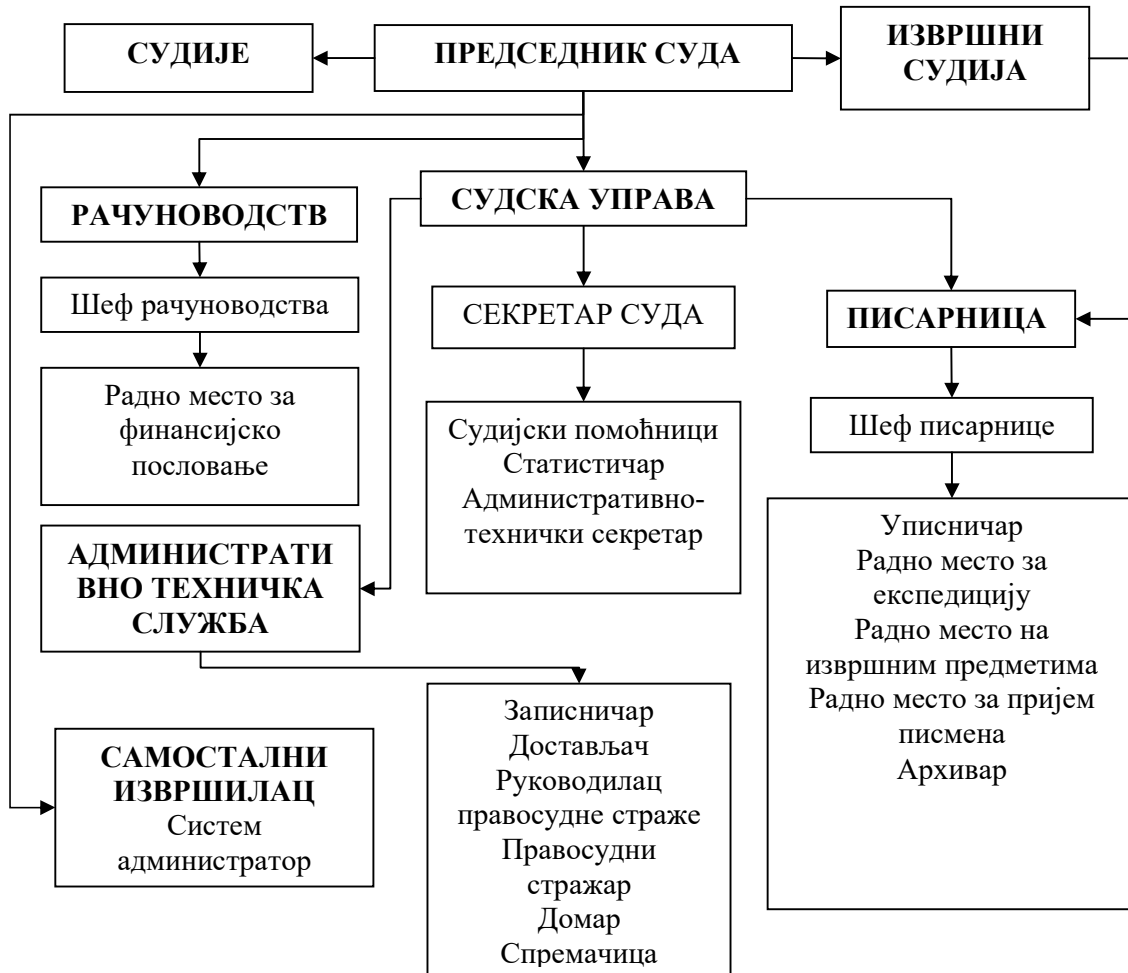 СУДИЈЕ
ПРЕДСЕДНИК СУДА
ИЗВРШНИ
СУДИЈА
РАЧУНОВОДСТВ
СУДСКА УПРАВА
Шеф рачуноводства
СЕКРЕТАР СУДА
ПИСАРНИЦА
Радно место за
финансијско
пословање
Судијски помоћници
Статистичар
Административно-
технички секретар
Шеф писарнице
АДМИНИСТРАТИ
ВНО ТЕХНИЧКА
СЛУЖБА
Уписничар
Радно место за
експедицију
Радно место на
извршним предметима
Радно место за пријем
писмена
Архивар
САМОСТАЛНИ
ИЗВРШИЛАЦ
Систем
администратор
Записничар
Достављач
Руководилац
правосудне страже
Правосудни
стражар
Домар
Спремачица